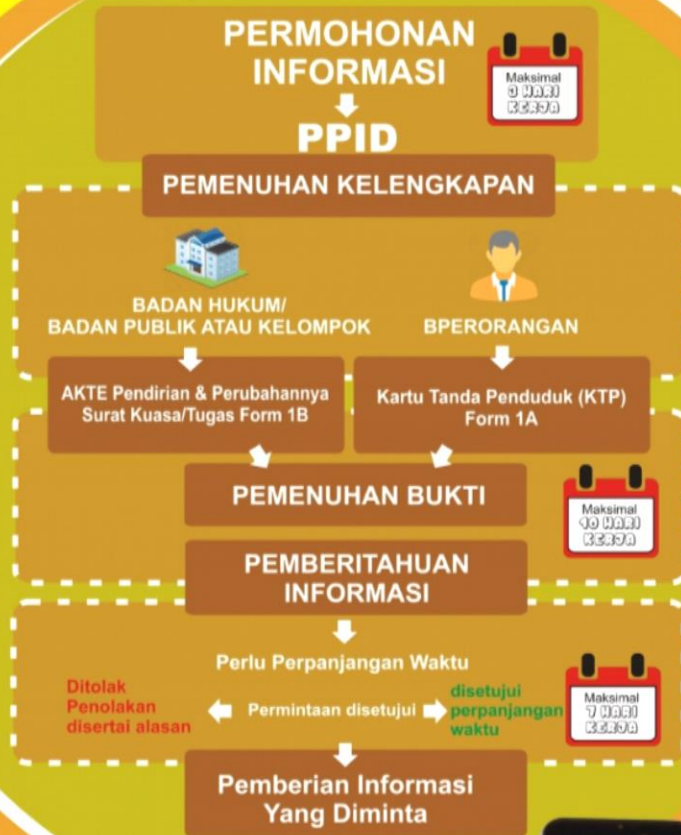 PERMOHONAN
INFORMASI
Maksimal
3 HARI
KERJA
PPID
PEMENUHAN KELENGKAPAN
BADAN HUKUM/
BADAN PUBLIK ATAU KELOMPOK
BPERORANGAN
AKTE Pendirian & Perubahannya
Surat Kuasa/Tugas Form 1B
Kartu Tanda Penduduk (KTP)
Form 1A
PEMENUHAN BUKTI
Maksimal
10 HARI
KERJA
PEMBERITAHUAN
INFORMASI
Perlu Perpanjangan Waktu
Ditolak
Penolakan
disertai alasan
Permintaan disetujui
disetujui
perpanjangan
waktu
Maksimal
7 HARI
KERJA
Pemberian Informasi
Yang Diminta